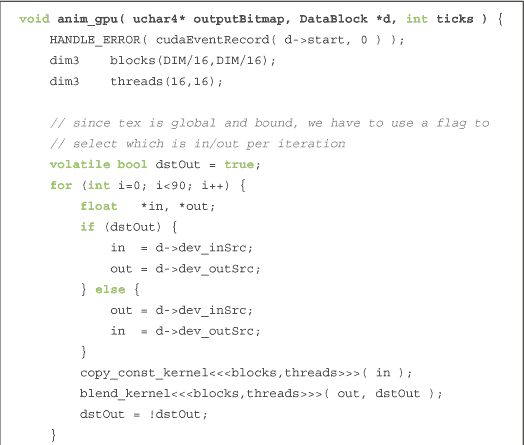 void anim_gpu( uchar4* outputBitmap, DataBlock *d, int ticks ) {
    HANDLE_ERROR( cudaEventRecord( d->start, 0 ) );
    dim3    blocks(DIM/16,DIM/16);
    dim3    threads(16,16);

    // since tex is global and bound, we have to use a flag to
    // select which is in/out per iteration
    volatile bool dstOut = true;
    for (int i=0; i<90; i++) {
        float   *in, *out;
        if (dstOut) {
            in  = d->dev_inSrc;
            out = d->dev_outSrc;
        } else {
            out = d->dev_inSrc;
            in  = d->dev_outSrc;
        }
        copy_const_kernel<<<blocks,threads>>>( in );
        blend_kernel<<<blocks,threads>>>( out, dstOut );
        dstOut = !dstOut;
    }